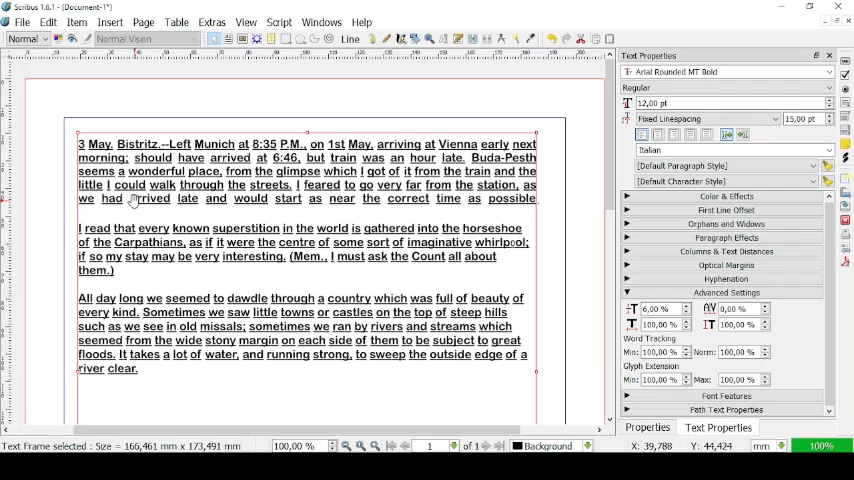 Scribus 1.6.1 - [Document-1*]
File Edit Item Insert Page Table Extras View Script Windows Help
Normal Normal Vision Line
Text Properties
Arial Rounded MT Bold
Regular
12,00 pt
Fixed Linespacing 15,00 pt
Italian
[Default Paragraph Style]
[Default Character Style]
Color & Effects
First Line Offset
Orphans and Widows
Paragraph Effects
Columns & Text Distances
Optical Margins
Hyphenation
Advanced Settings
6,00 % 0,00 %
100,00 % 100,00 %
Word Tracking
Min: 100,00 % Norm: 100,00 %
Glyph Extension
Min: 100,00 % Max: 100,00 %
Font Features
Path Text Properties
Properties Text Properties
3 May. Bistritz.--Left Munich at 8:35 P.M., on 1st May, arriving at Vienna early next
morning; should have arrived at 6:46, but train was an hour late. Buda-Pesth
seems a wonderful place, from the glimpse which I got of it from the train and the
little I could walk through the streets. I feared to go very far from the station, as
we had arrived late and would start as near the correct time as possible
I read that every known superstition in the world is gathered into the horseshoe
of the Carpathians, as if it were the centre of some sort of imaginative whirlpool;
if so my stay may be very interesting. (Mem., I must ask the Count all about
them.)
All day long we seemed to dawdle through a country which was full of beauty of
every kind. Sometimes we saw little towns or castles on the top of steep hills
such as we see in old missals; sometimes we ran by rivers and streams which
seemed from the wide stony margin on each side of them to be subject to great
floods. It takes a lot of water, and running strong, to sweep the outside edge of a
river clear.
Text Frame selected : Size = 166,461 mm x 173,491 mm 100,00 % 1 of 1 Background X: 39,788 Y: 44,424 mm 100%